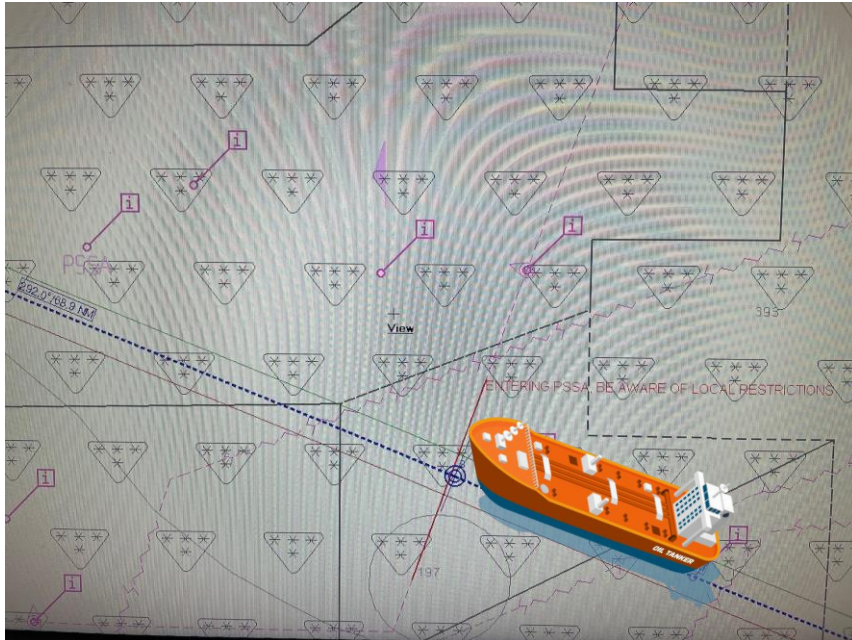 i
i
i
i
PSSA
292.0°/68.9 NM
393
View
ENTERING PSSA, BE AWARE OF LOCAL RESTRICTIONS
i
i
OIL TANKER
197
i